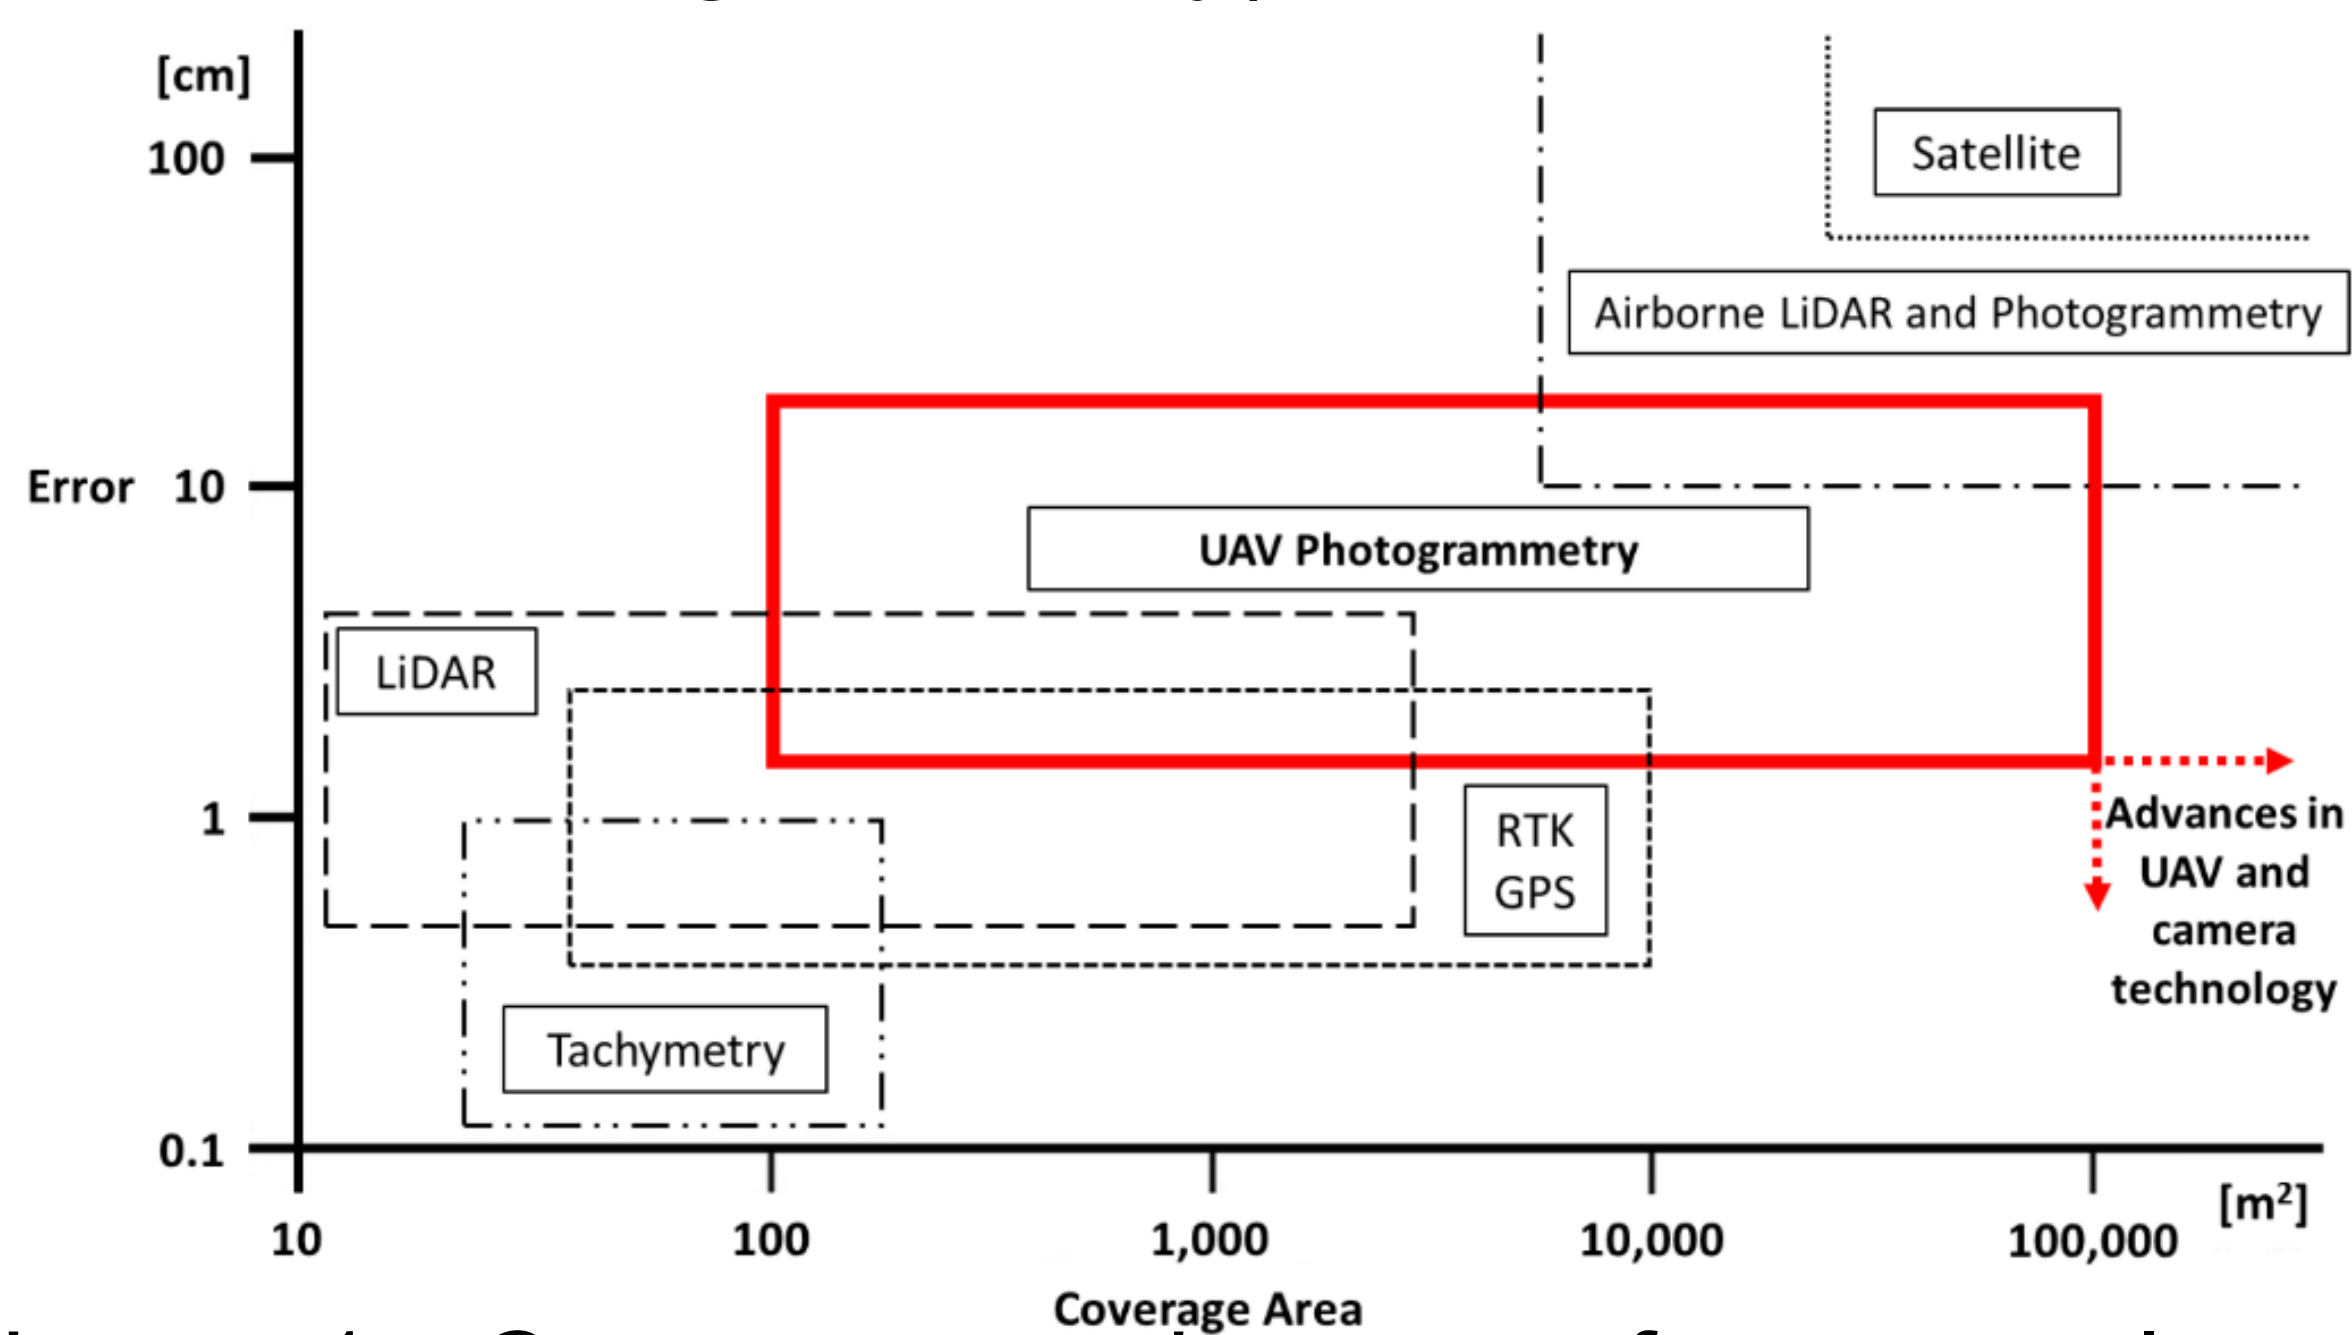 [cm]
100
Satellite
Airborne LiDAR and Photogrammetry
Error 10
UAV Photogrammetry
LiDAR
1
RTK
GPS
Advances in
UAV and
camera
technology
Tachymetry
0.1
[m²]
10 100 1,000 10,000 100,000
Coverage Area